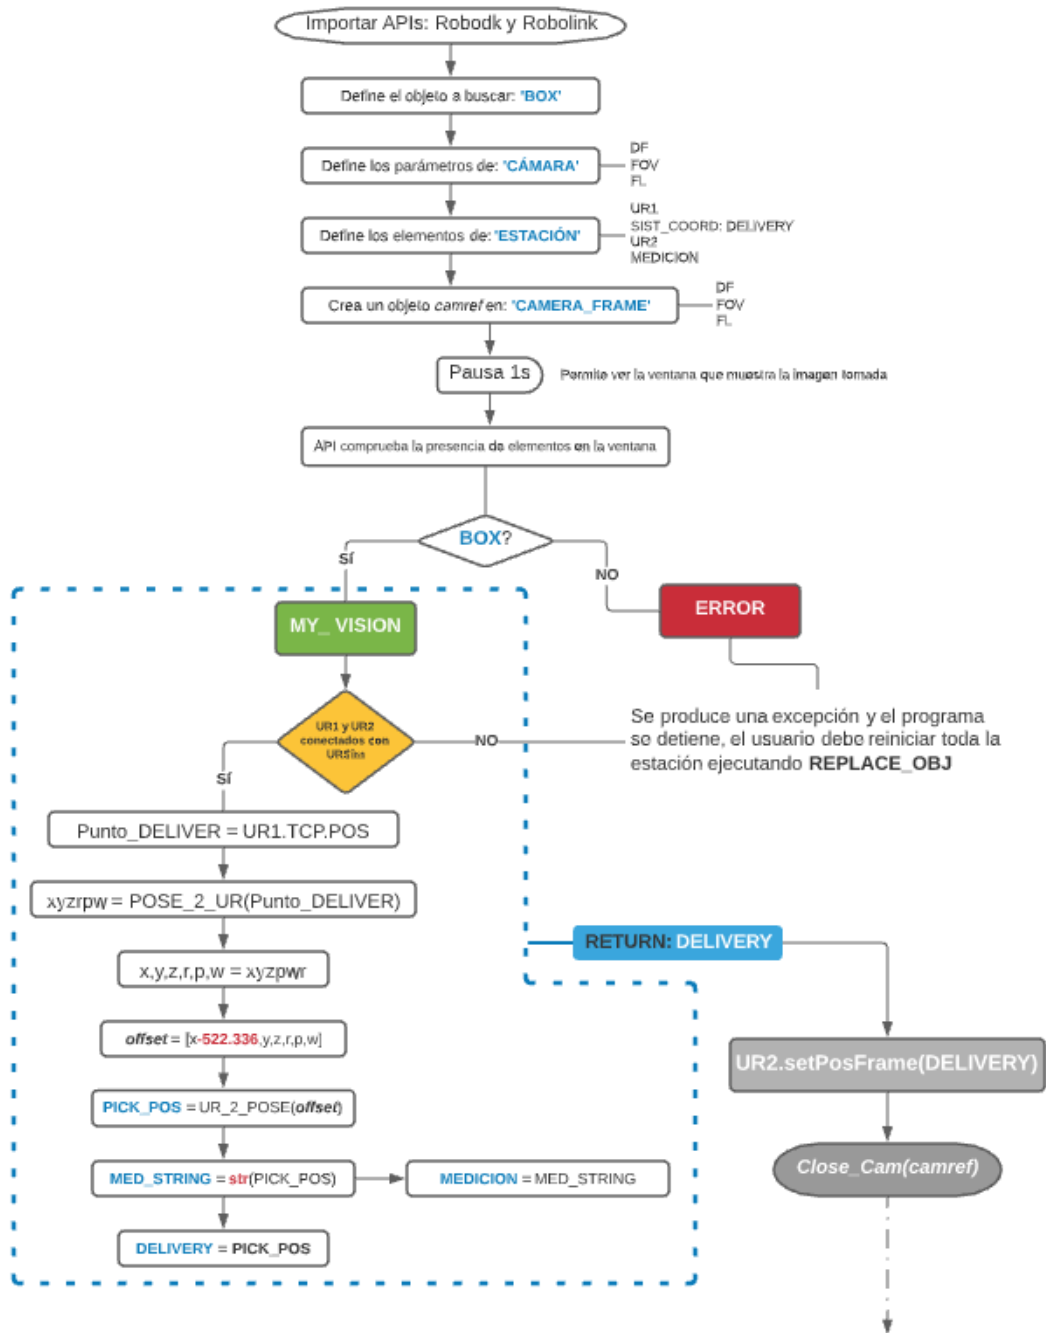 Importar APIs: Robodk y Robolink
Define el objeto a buscar: 'BOX'
Define los parámetros de: 'CÁMARA'
DF
FOV
FL
Define los elementos de: 'ESTACIÓN'
UR1
SIST_COORD: DELIVERY
UR2
MEDICION
Crea un objeto camref en: 'CAMERA_FRAME'
DF
FOV
FL
Pausa 1s
Permite ver la ventana que muestra la imagen tomada
API comprueba la presencia de elementos en la ventana
BOX?
SÍ
NO
MY_ VISION
ERROR
UR1 y UR2
conectados con
URSim
NO
SÍ
Se produce una excepción y el programa
se detiene, el usuario debe reiniciar toda la
estación ejecutando REPLACE_OBJ
Punto_DELIVER = UR1.TCP.POS
xyzrpw = POSE_2_UR(Punto_DELIVER)
x,y,z,r,p,w = xyzpwr
offset = [x-522.336,y,z,r,p,w]
PICK_POS = UR_2_POSE(offset)
MED_STRING = str(PICK_POS)
MEDICION = MED_STRING
DELIVERY = PICK_POS
RETURN: DELIVERY
UR2.setPosFrame(DELIVERY)
Close_Cam(camref)